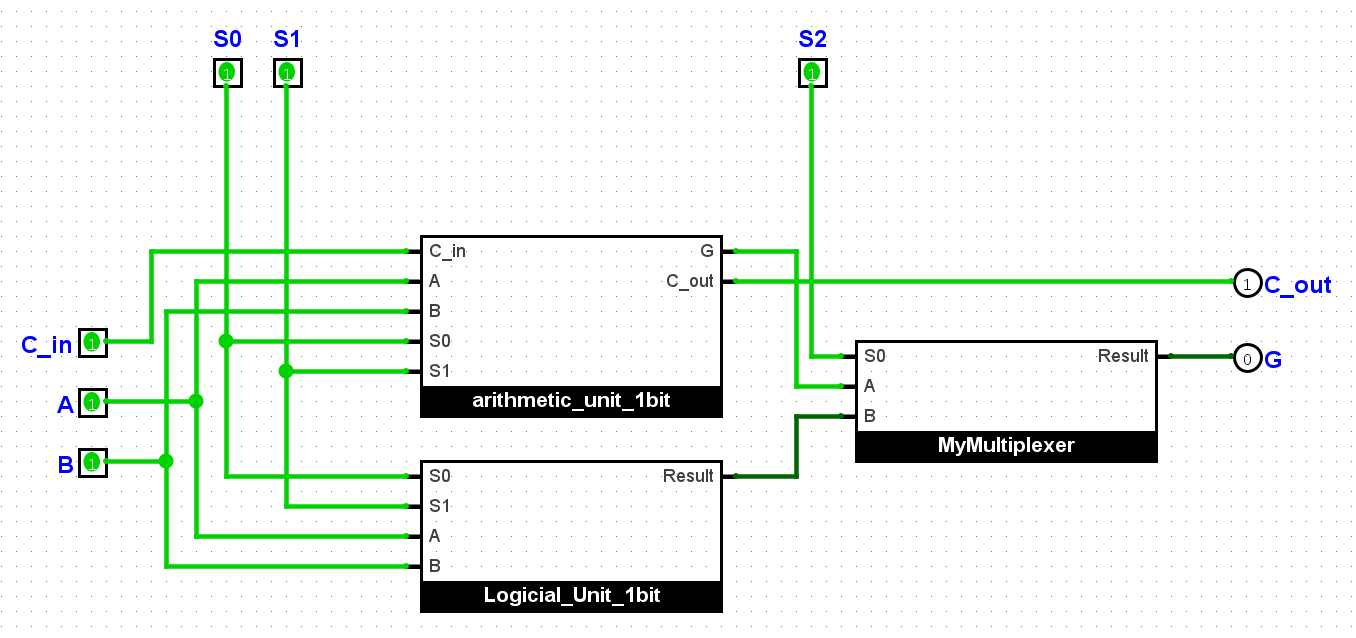 S0 S1 S2
1 1 1
C_in G
A C_out
B
S0
S1
arithmetic_unit_1bit
C_in 1
A 1
B 1
1 C_out
S0 Result
A
B
MyMultiplexer
0 G
S0 Result
S1
A
B
Logicial_Unit_1bit